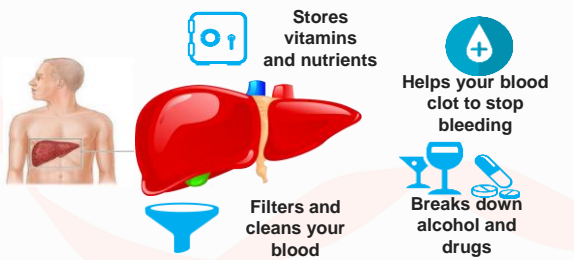 Stores
vitamins
and nutrients
Helps your blood
clot to stop
bleeding
Filters and
cleans your
blood
Breaks down
alcohol and
drugs